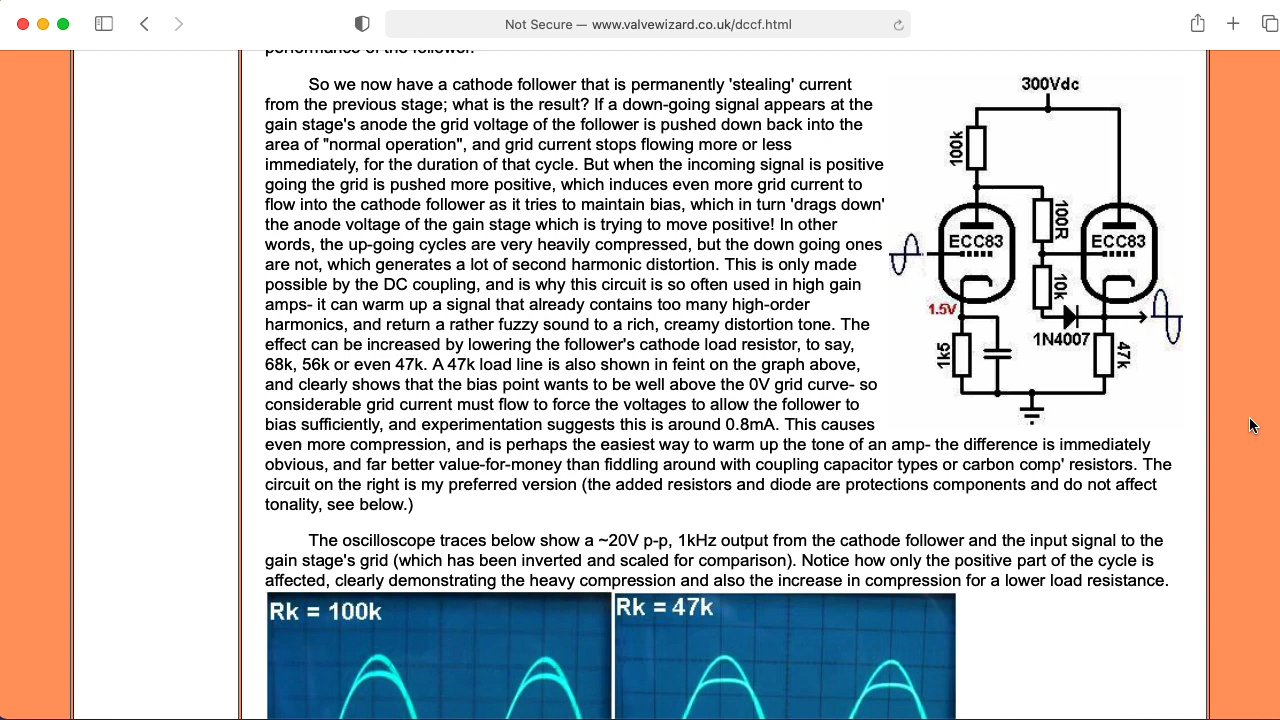 Not Secure — www.valvewizard.co.uk/dccf.html
performance of the follower.
So we now have a cathode follower that is permanently 'stealing' current
from the previous stage; what is the result? If a down-going signal appears at the
gain stage's anode the grid voltage of the follower is pushed down back into the
area of "normal operation", and grid current stops flowing more or less
immediately, for the duration of that cycle. But when the incoming signal is positive
going the grid is pushed more positive, which induces even more grid current to
flow into the cathode follower as it tries to maintain bias, which in turn 'drags down'
the anode voltage of the gain stage which is trying to move positive! In other
words, the up-going cycles are very heavily compressed, but the down going ones
are not, which generates a lot of second harmonic distortion. This is only made
possible by the DC coupling, and is why this circuit is so often used in high gain
amps- it can warm up a signal that already contains too many high-order
harmonics, and return a rather fuzzy sound to a rich, creamy distortion tone. The
effect can be increased by lowering the follower's cathode load resistor, to say,
68k, 56k or even 47k. A 47k load line is also shown in feint on the graph above,
and clearly shows that the bias point wants to be well above the 0V grid curve- so
considerable grid current must flow to force the voltages to allow the follower to
bias sufficiently, and experimentation suggests this is around 0.8mA. This causes
even more compression, and is perhaps the easiest way to warm up the tone of an amp- the difference is immediately
obvious, and far better value-for-money than fiddling around with coupling capacitor types or carbon comp' resistors. The
circuit on the right is my preferred version (the added resistors and diode are protections components and do not affect
tonality, see below.)
300Vdc
100k
100R
ECC83
ECC83
10k
1.5V
1N4007
1k5
47k
The oscilloscope traces below show a ~20V p-p, 1kHz output from the cathode follower and the input signal to the
gain stage's grid (which has been inverted and scaled for comparison). Notice how only the positive part of the cycle is
affected, clearly demonstrating the heavy compression and also the increase in compression for a lower load resistance.
Rk = 100k
Rk = 47k